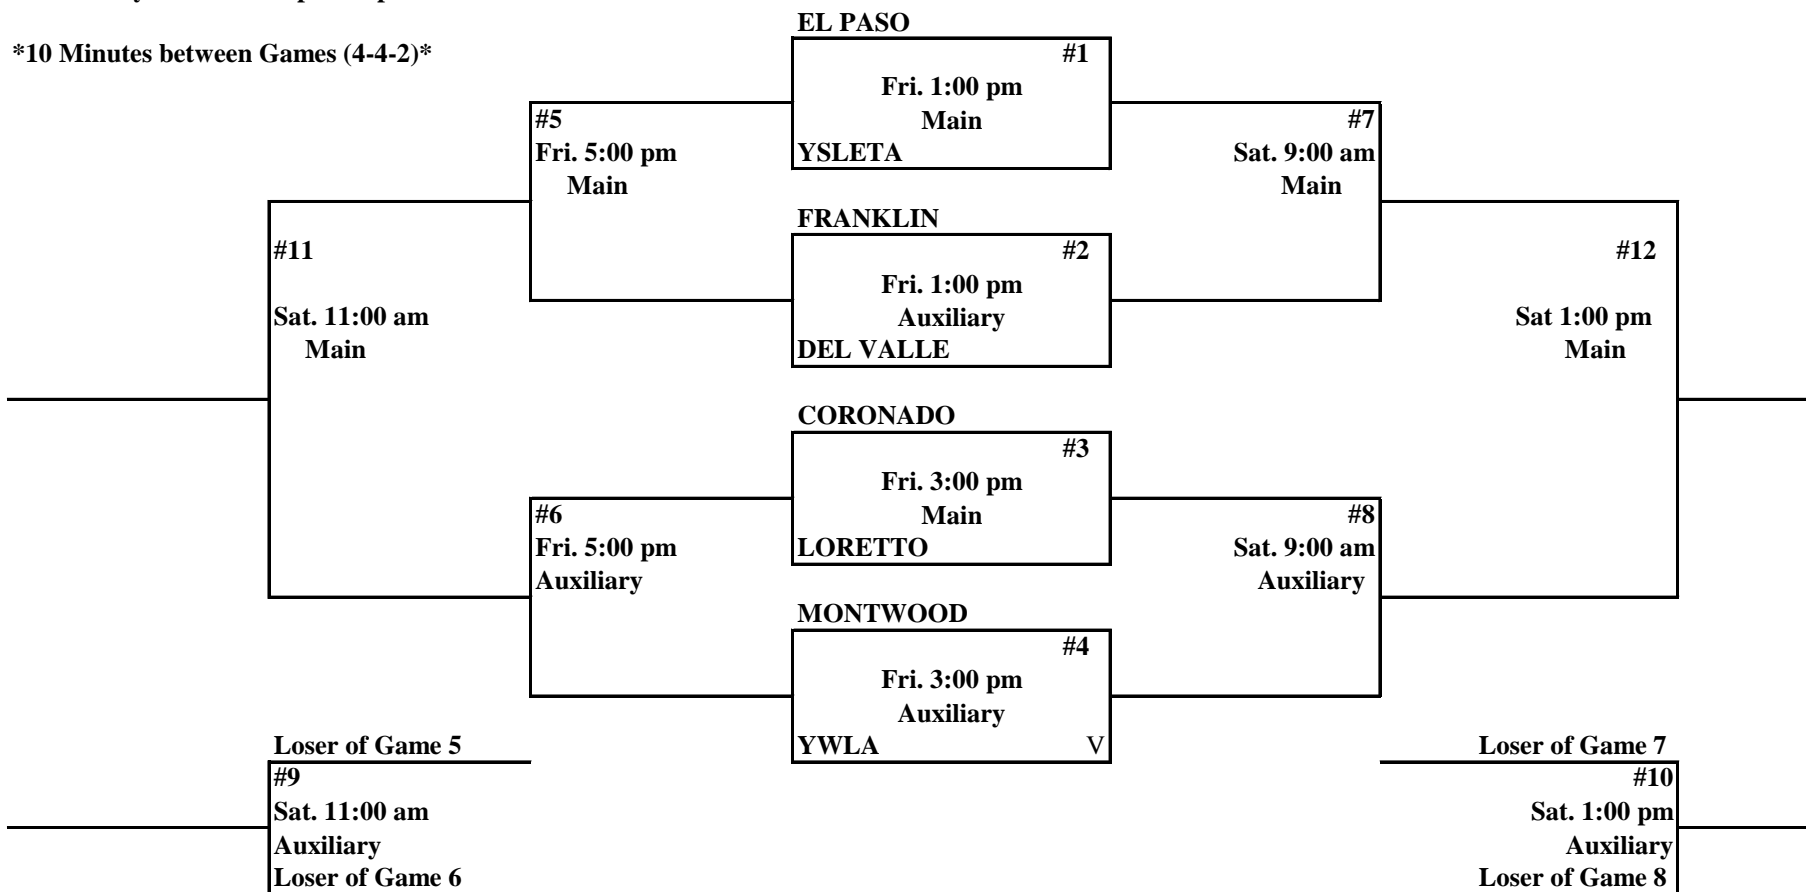 EL PASO
*10 Minutes between Games (4-4-2)*
#1
Fri. 1:00 pm
Main
YSLETA
#5
Fri. 5:00 pm
Main
#7
Sat. 9:00 am
Main
FRANKLIN
#2
Fri. 1:00 pm
Auxiliary
DEL VALLE
#11
Sat. 11:00 am
Main
#12
Sat 1:00 pm
Main
CORONADO
#3
Fri. 3:00 pm
Main
LORETTO
#6
Fri. 5:00 pm
Auxiliary
#8
Sat. 9:00 am
Auxiliary
MONTWOOD
#4
Fri. 3:00 pm
Auxiliary
YWLA V
Loser of Game 5
#9
Sat. 11:00 am
Auxiliary
Loser of Game 6
Loser of Game 7
#10
Sat. 1:00 pm
Auxiliary
Loser of Game 8